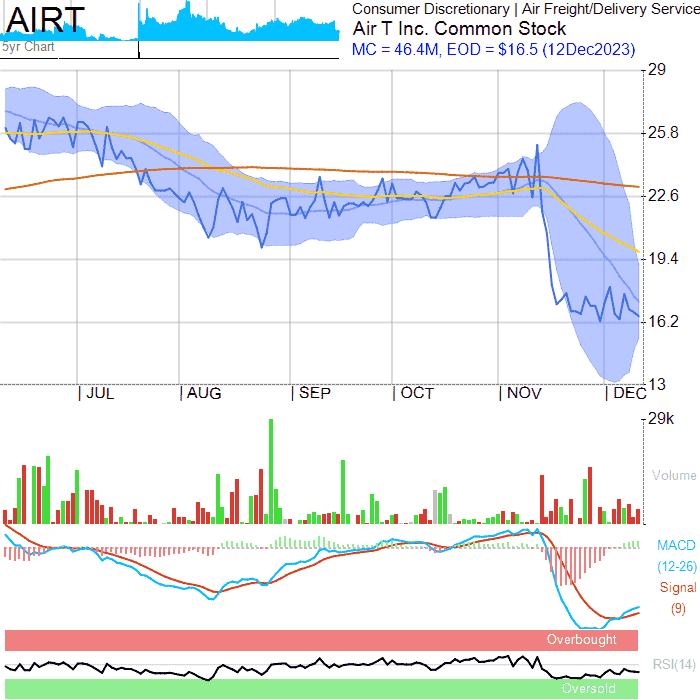 AIRT
5yr Chart
Consumer Discretionary | Air Freight/Delivery Service
Air T Inc. Common Stock
MC = 46.4M, EOD = $16.5 (12Dec2023)
29
25.8
22.6
19.4
16.2
13
JUL AUG SEP OCT NOV DEC
29k
Volume
MACD
(12-26)
Signal
(9)
Overbought
RSI(14)
Oversold